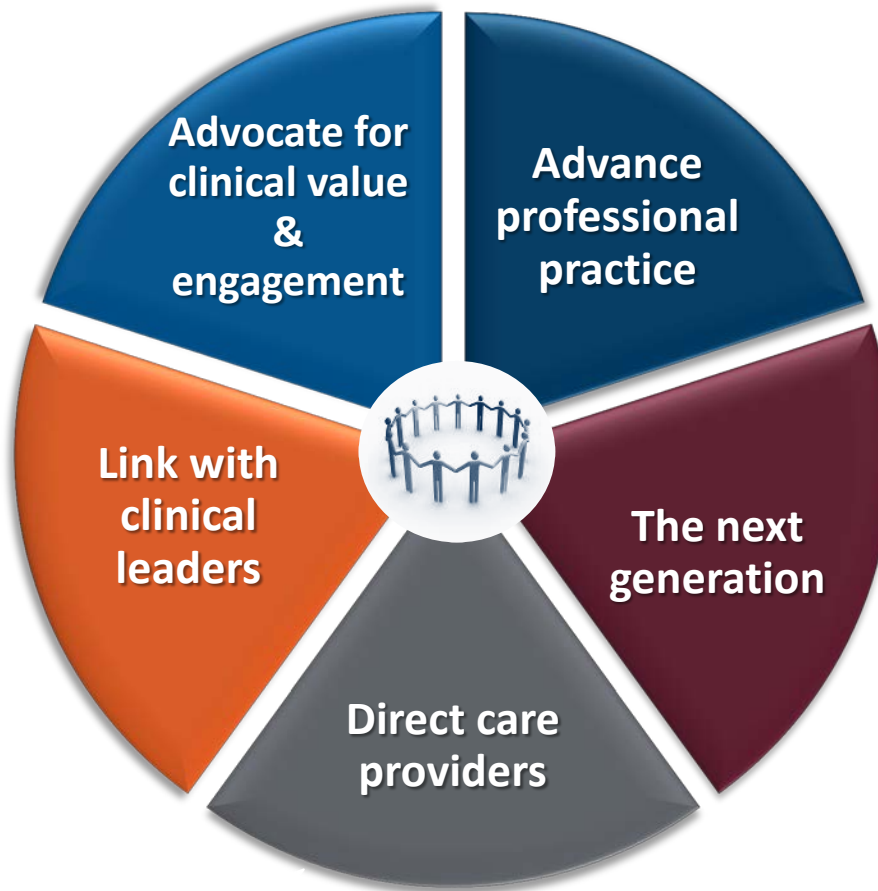 Advocate for
clinical value
&
engagement
Advance
professional
practice
Link with
clinical
leaders
The next
generation
Direct care
providers